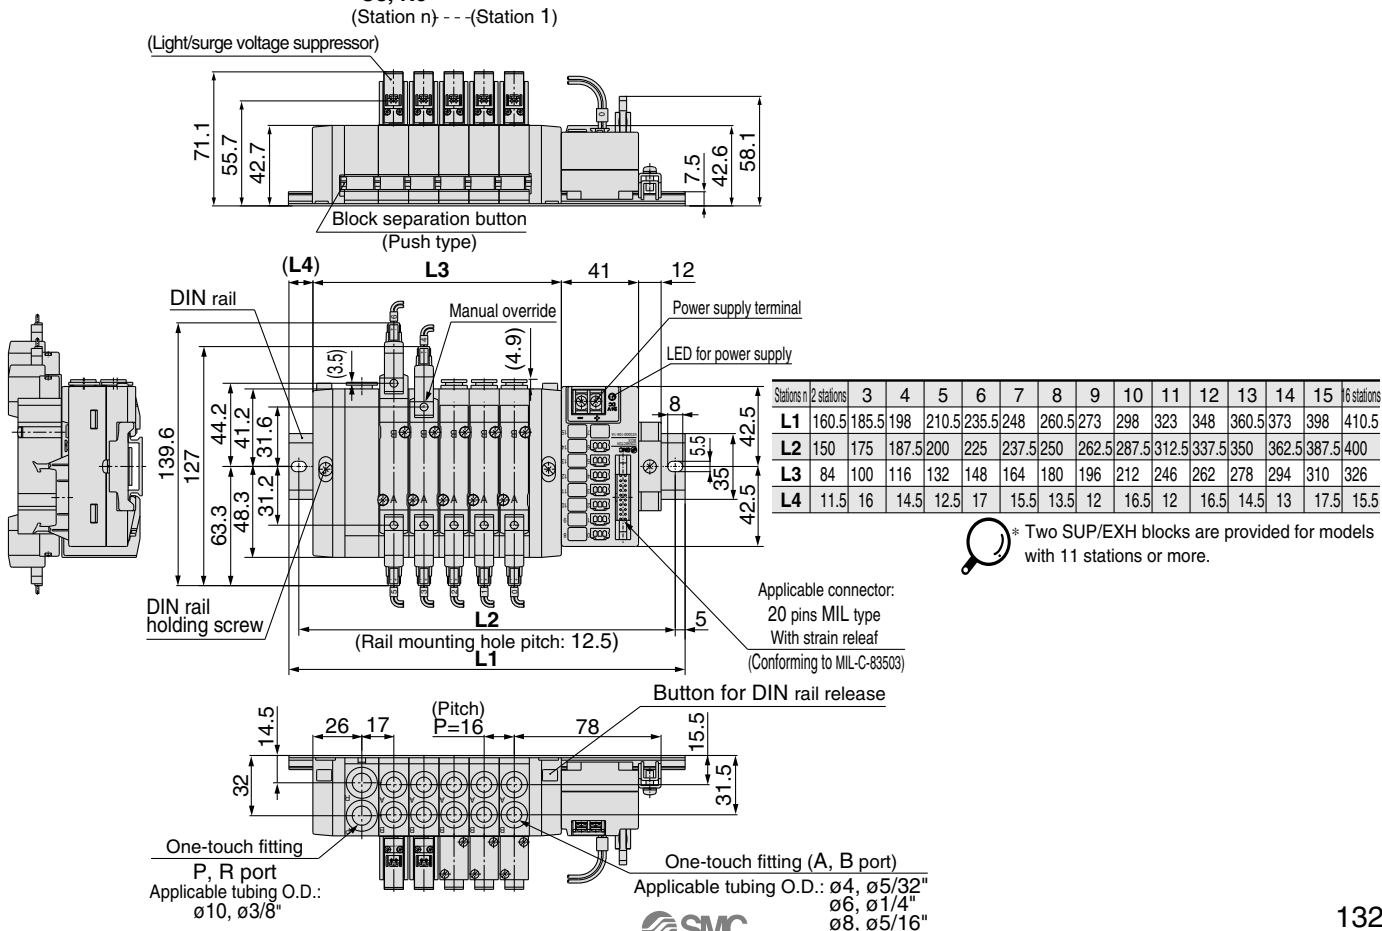 (Station n)- - - -(Station 1)
(Light/surge voltage suppressor)
71.1
55.7
42.7
7.5
42.6
58.1
Block separation button
(Push type)
(L4)
L3
41
12
DIN rail
Manual override
Power supply terminal
LED for power supply
(3.5)
(4.9)
139.6
127
44.2
41.2
31.6
63.3
48.3
31.2
8
5.5
35
42.5
42.5
Stations n 2 stations 3 4 5 6 7 8 9 10 11 12 13 14 15 16 stations
L1 160.5 185.5 198 210.5 235.5 248 260.5 273 298 323 348 360.5 373 398 410.5
L2 150 175 187.5 200 225 237.5 250 262.5 287.5 312.5 337.5 350 362.5 387.5 400
L3 84 100 116 132 148 164 180 196 212 246 262 278 294 310 326
L4 11.5 16 14.5 12.5 17 15.5 13.5 12 16.5 12 16.5 14.5 13 17.5 15.5
* Two SUP/EXH blocks are provided for models
with 11 stations or more.
DIN rail
holding screw
L2
5
(Rail mounting hole pitch: 12.5)
L1
Applicable connector:
20 pins MIL type
With strain releaf
(Conforming to MIL-C-83503)
Button for DIN rail release
(Pitch)
P=16
26
17
78
14.5
32
15.5
31.5
One-touch fitting
P, R port
Applicable tubing O.D.:
ø10, ø3/8"
One-touch fitting (A, B port)
Applicable tubing O.D.: ø4, ø5/32"
ø6, ø1/4"
ø8, ø5/16"
SMC
132